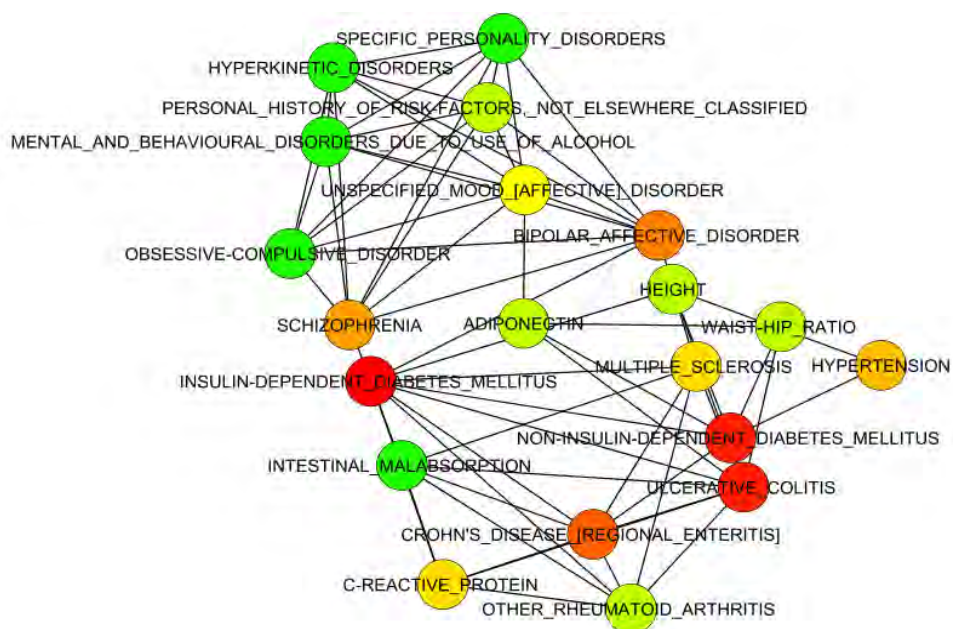 SPECIFIC_PERSONALITY_DISORDERS
HYPERKINETIC_DISORDERS
PERSONAL_HISTORY_OF_RISK-FACTORS,_NOT_ELSEWHERE_CLASSIFIED
MENTAL_AND_BEHAVIOURAL_DISORDERS_DUE_TO_USE_OF_ALCOHOL
UNSPECIFIED_MOOD_[AFFECTIVE]_DISORDER
BIPOLAR_AFFECTIVE_DISORDER
OBSESSIVE-COMPULSIVE_DISORDER
HEIGHT
SCHIZOPHRENIA
ADIPONECTIN
WAIST-HIP_RATIO
MULTIPLE_SCLEROSIS
HYPERTENSION
INSULIN-DEPENDENT_DIABETES_MELLITUS
NON-INSULIN-DEPENDENT_DIABETES_MELLITUS
INTESTINAL_MALABSORPTION
ULCERATIVE_COLITIS
CROHN'S_DISEASE_[REGIONAL_ENTERITIS]
C-REACTIVE_PROTEIN
OTHER_RHEUMATOID_ARTHRITIS